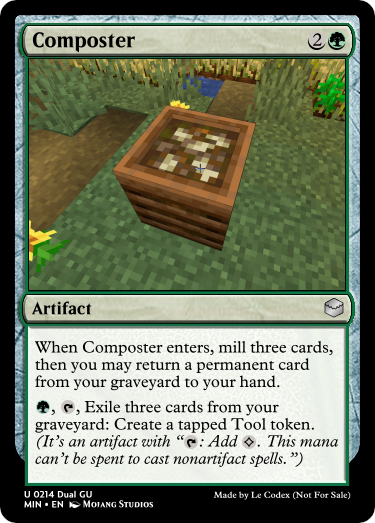 Composter 2
Artifact
When Composter enters, mill three cards,
then you may return a permanent card
from your graveyard to your hand.
, , Exile three cards from your
graveyard: Create a tapped Tool token.
(It's an artifact with “: Add . This mana
can't be spent to cast nonartifact spells.”)
U 0214 Dual GU
MIN • EN Mojang Studios
Made by Le Codex (Not For Sale)